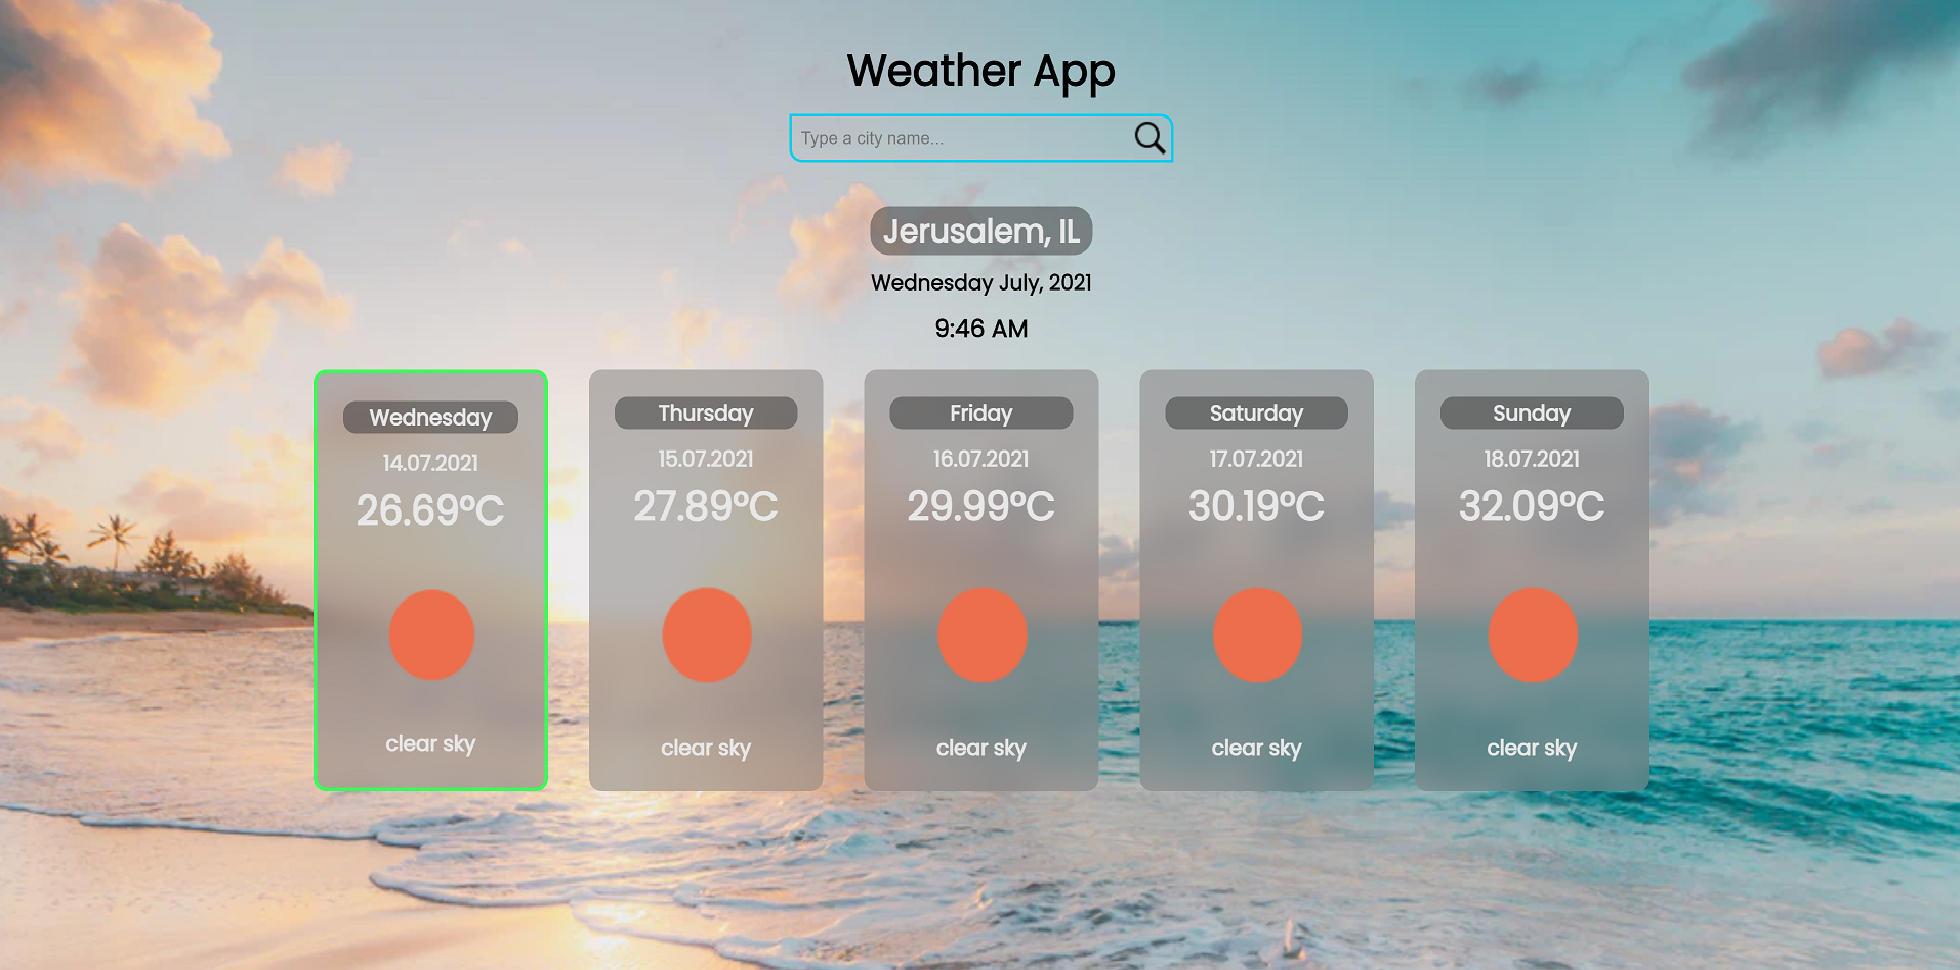 Weather App
Type a city name...
Jerusalem, IL
Wednesday July, 2021
9:46 AM
Wednesday
14.07.2021
26.69°C
clear sky
Thursday
15.07.2021
27.89°C
clear sky
Friday
16.07.2021
29.99°C
clear sky
Saturday
17.07.2021
30.19°C
clear sky
Sunday
18.07.2021
32.09°C
clear sky